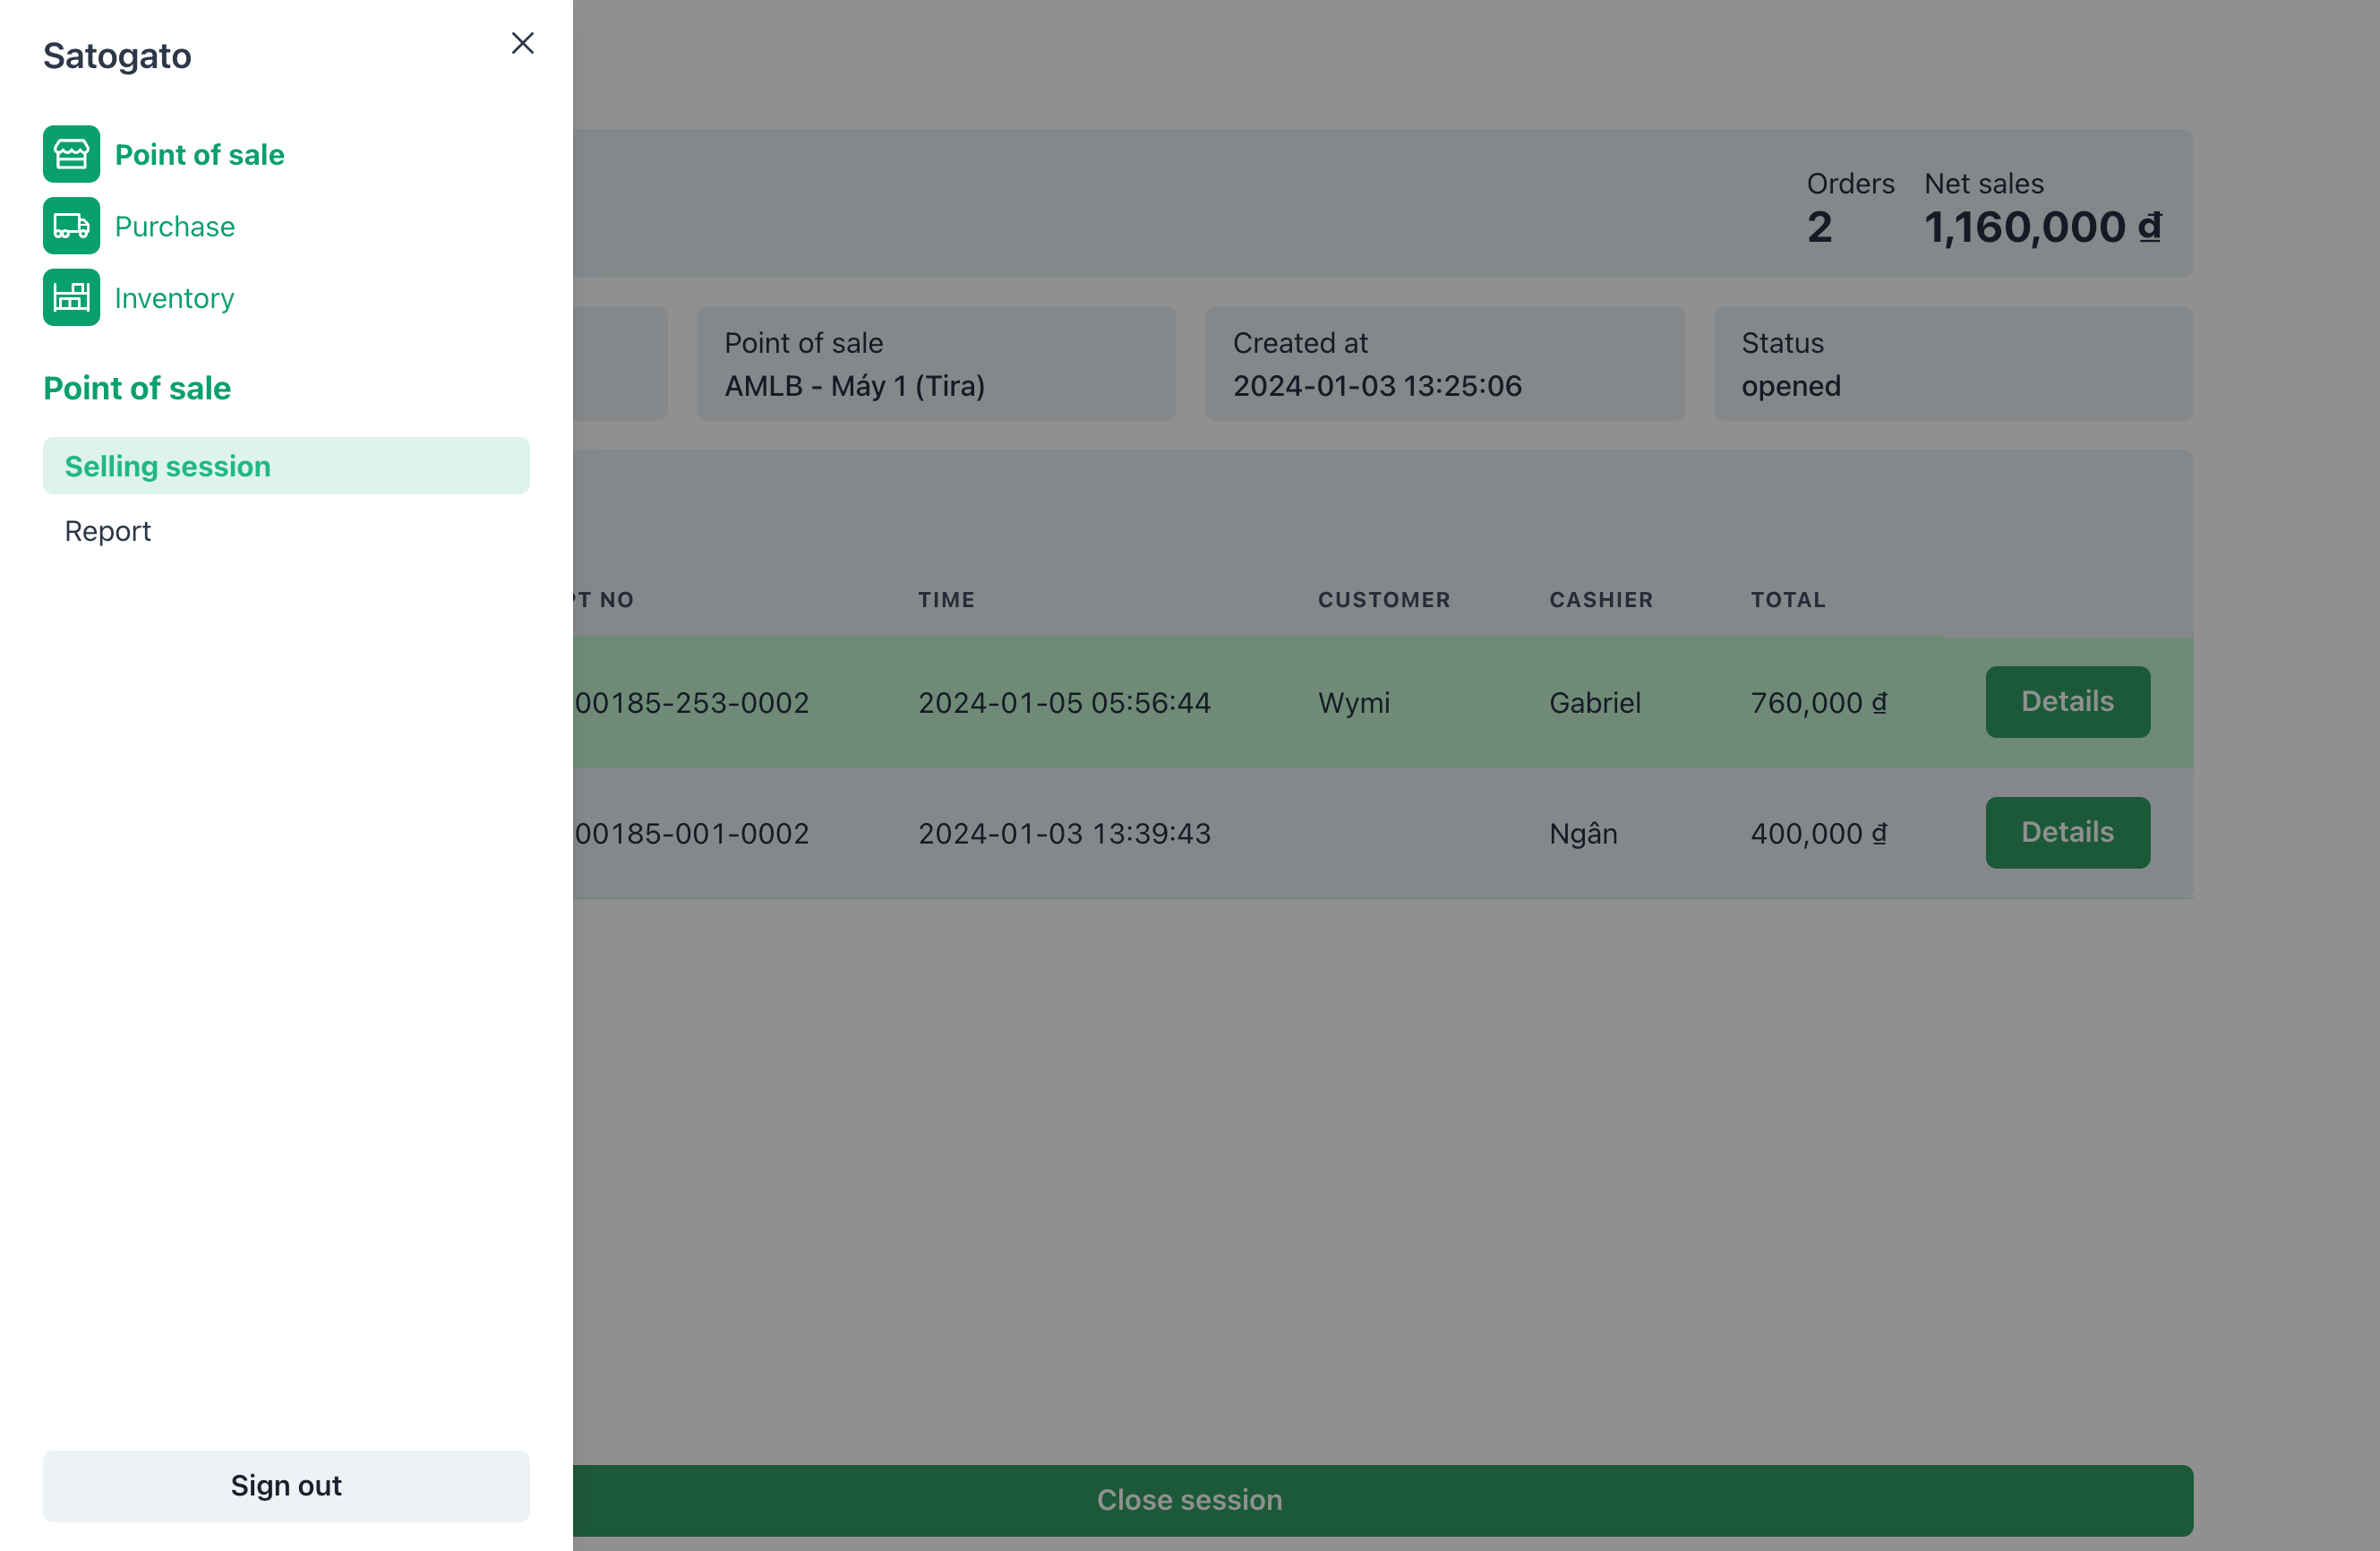 Satogato
Point of sale
Purchase
Inventory
Point of sale
Selling session
Report
Sign out
Orders Net sales
2 1,160,000 ₫
Point of sale
AMLB - Máy 1 (Tira)
Created at
2024-01-03 13:25:06
Status
opened
NO TIME CUSTOMER CASHIER TOTAL
00185-253-0002 2024-01-05 05:56:44 Wymi Gabriel 760,000 ₫ Details
00185-001-0002 2024-01-03 13:39:43 Ngân 400,000 ₫ Details
Close session